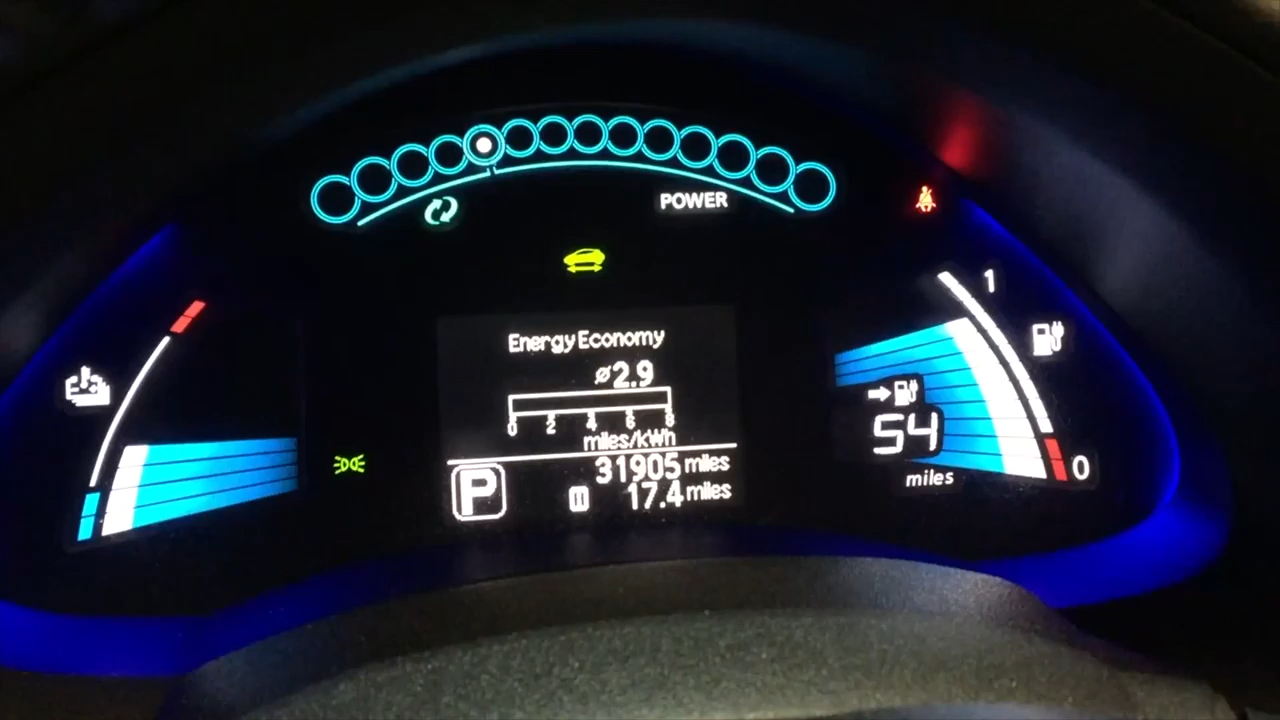 POWER
1
Energy Economy
ø2.9
0 2 4 6 8
miles/kWh
54
miles
0
P
31905 miles
17.4 miles